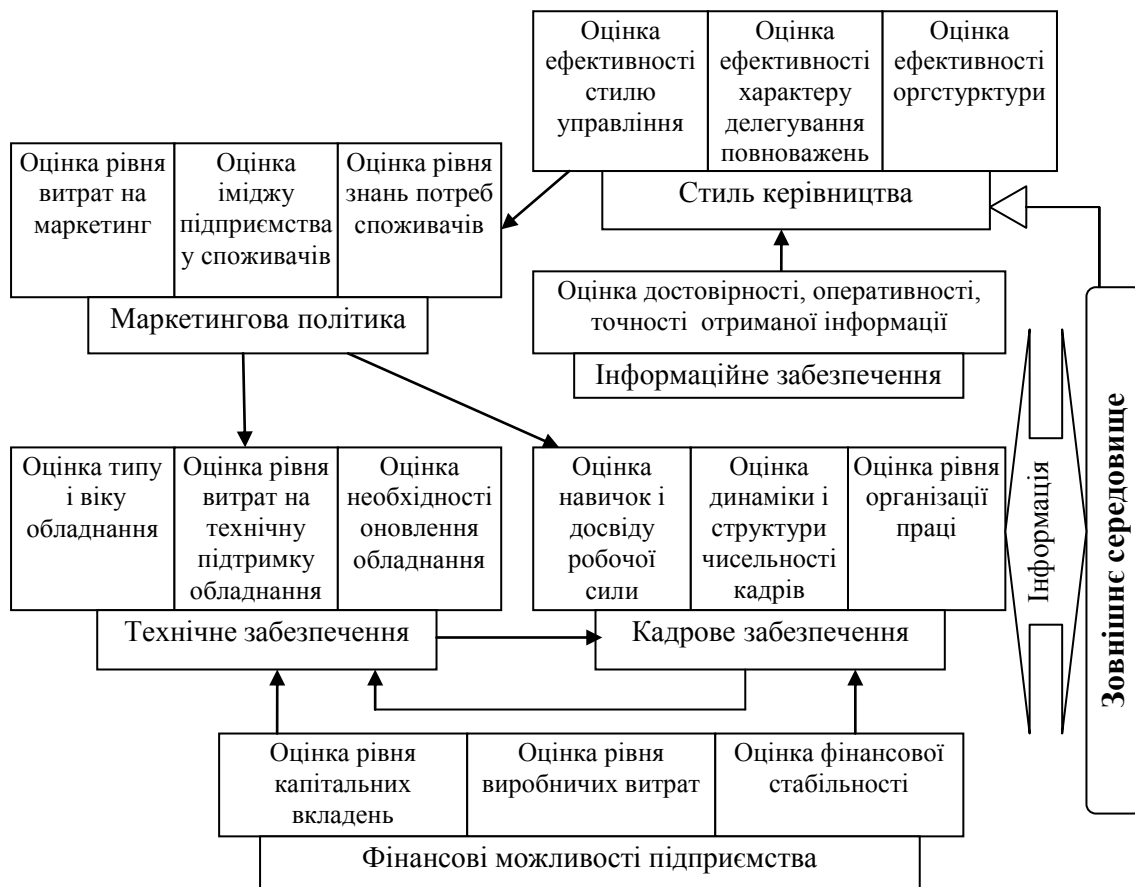 Оцінка
ефективності
стилю
управління
Оцінка
ефективності
характеру
делегування
повноважень
Оцінка
ефективності
оргстурктури
Стиль керівництва
Оцінка рівня
витрат на
маркетинг
Оцінка
іміджу
підприємства
у споживачів
Оцінка рівня
знань потреб
споживачів
Маркетингова політика
Оцінка достовірності, оперативності,
точності отриманої інформації
Інформаційне забезпечення
Оцінка типу
і віку
обладнання
Оцінка рівня
витрат на
технічну
підтримку
обладнання
Оцінка
необхідності
оновлення
обладнання
Технічне забезпечення
Оцінка
навичок і
досвіду
робочої
сили
Оцінка
динаміки і
структури
чисельності
кадрів
Оцінка рівня
організації
праці
Кадрове забезпечення
Інформація
Зовнішнє середовище
Оцінка рівня
капітальних
вкладень
Оцінка рівня
виробничих витрат
Оцінка фінансової
стабільності
Фінансові можливості підприємства